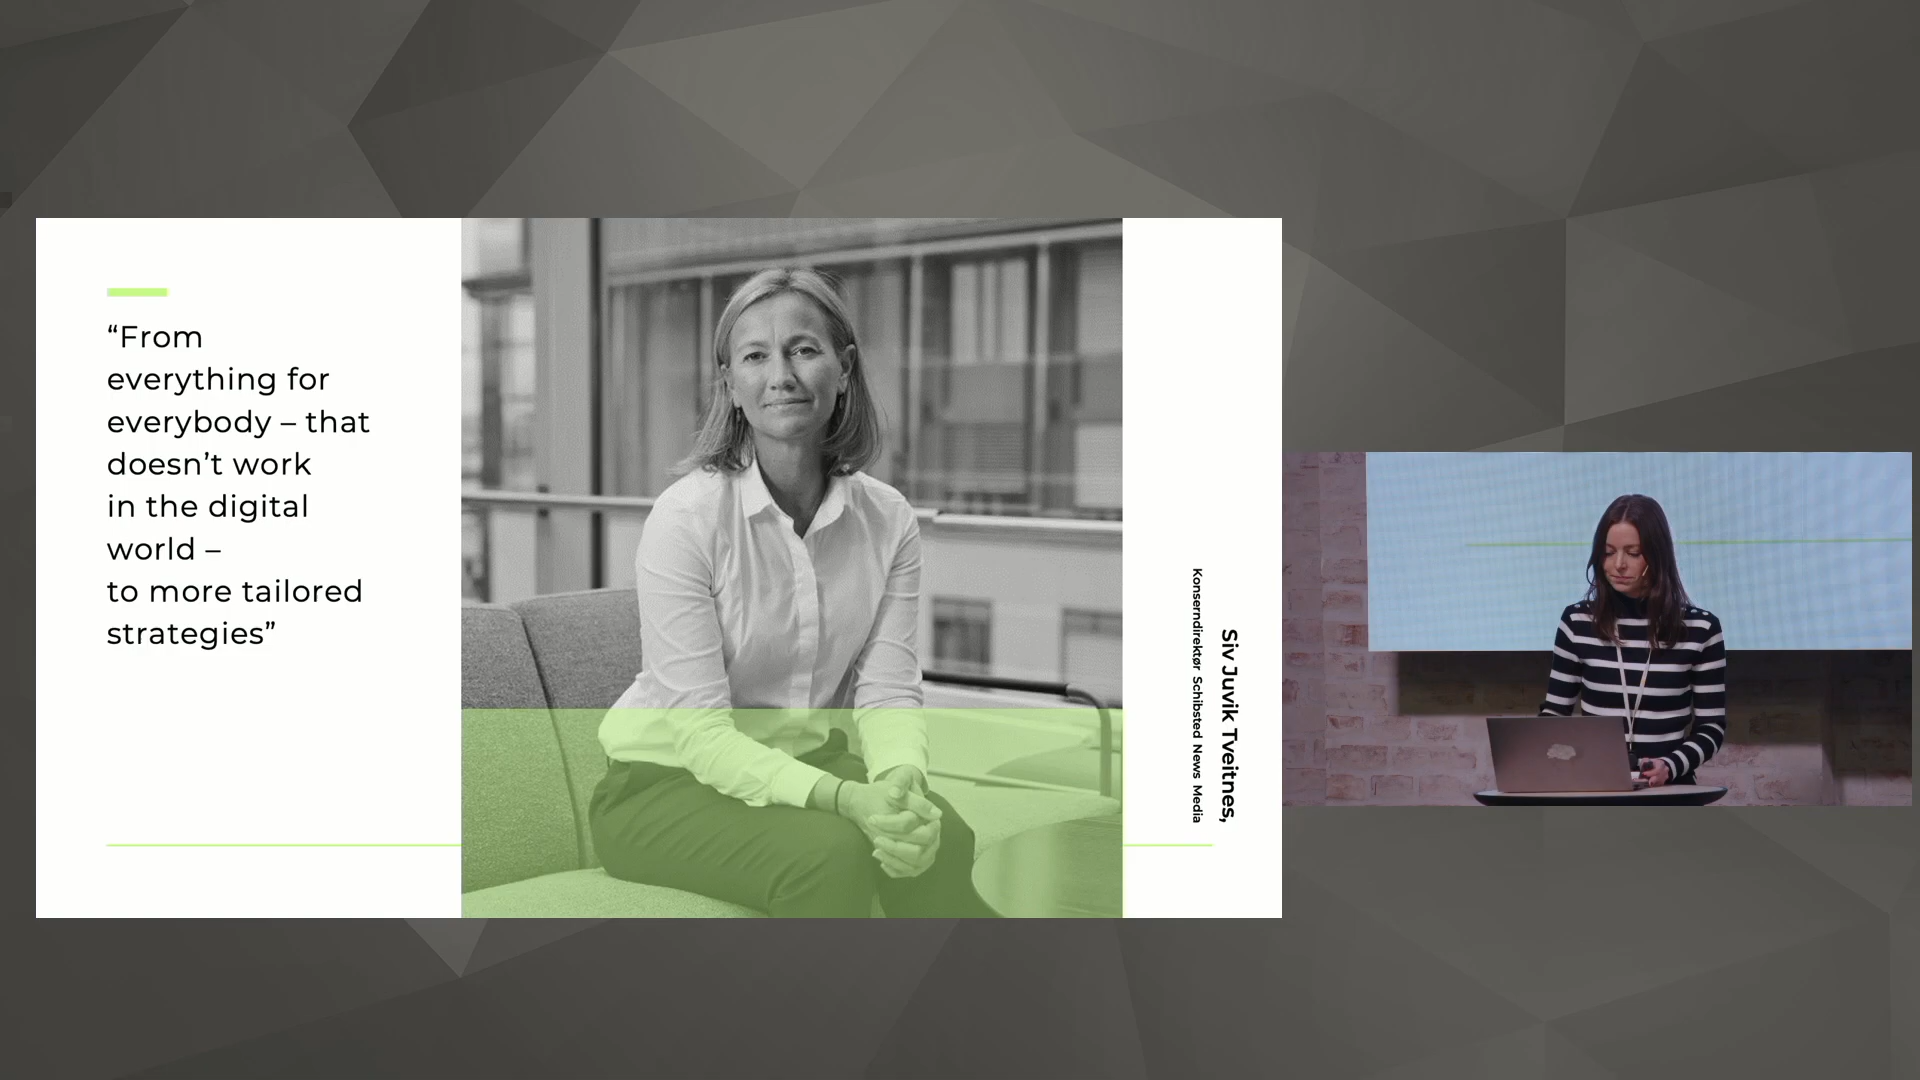 “From
everything for
everybody – that
doesn’t work
in the digital
world –
to more tailored
strategies”
Siv Juvik Tveitnes,
Konserndirektør Schibsted News Media